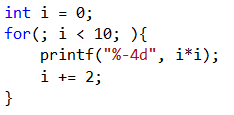 int i = 0;
for(; i < 10; ){
    printf("%-4d", i*i);
    i += 2;
}